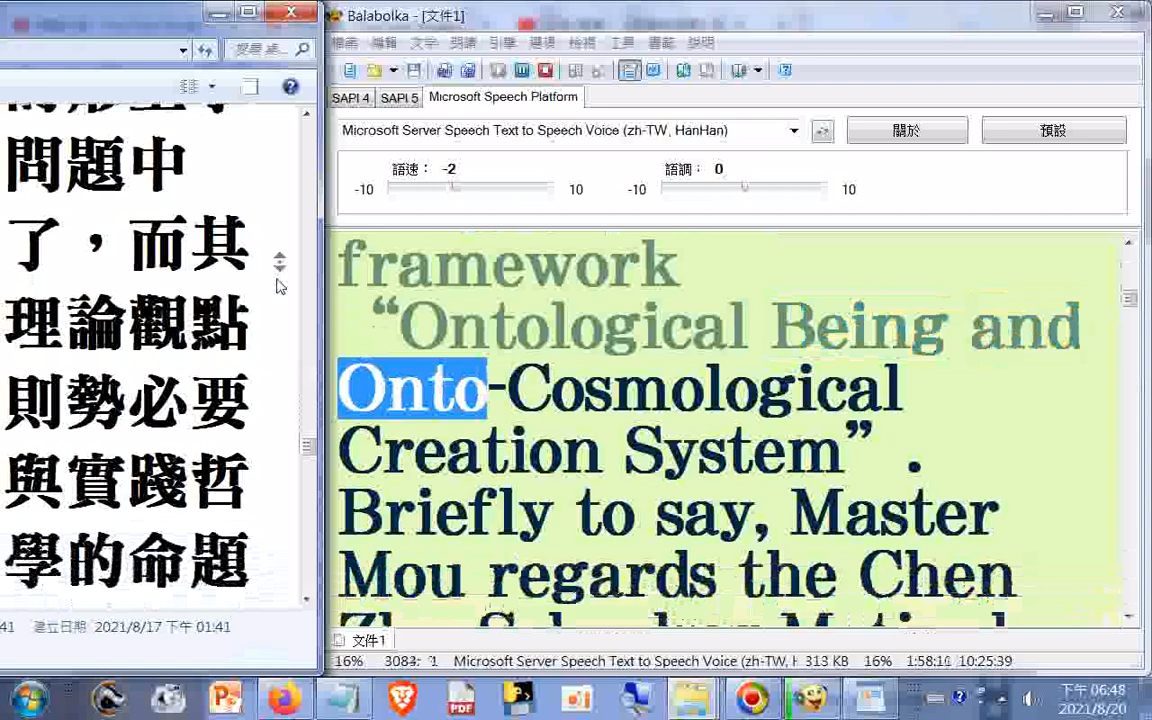 Balabolka - [文件1]
檔案 編輯 文字 朗讀 引擎 選項 檢視 工具 書籤 說明
SAPI 4 SAPI 5 Microsoft Speech Platform
Microsoft Server Speech Text to Speech Voice (zh-TW, HanHan)
關於 預設
語速： -2 語調： 0
-10 10 -10 10
問題中
了，而其
理論觀點
則勢必要
與實踐哲
學的命題
41 建立日期 2021/8/17 下午 01:41
framework
“Ontological Being and
Onto-Cosmological
Creation System” .
Briefly to say, Master
Mou regards the Chen
文件1
16% 3083: 1 Microsoft Server Speech Text to Speech Voice (zh-TW, H 313 KB 16% 1:58:10 10:25:39
下午 06:48
2021/8/20